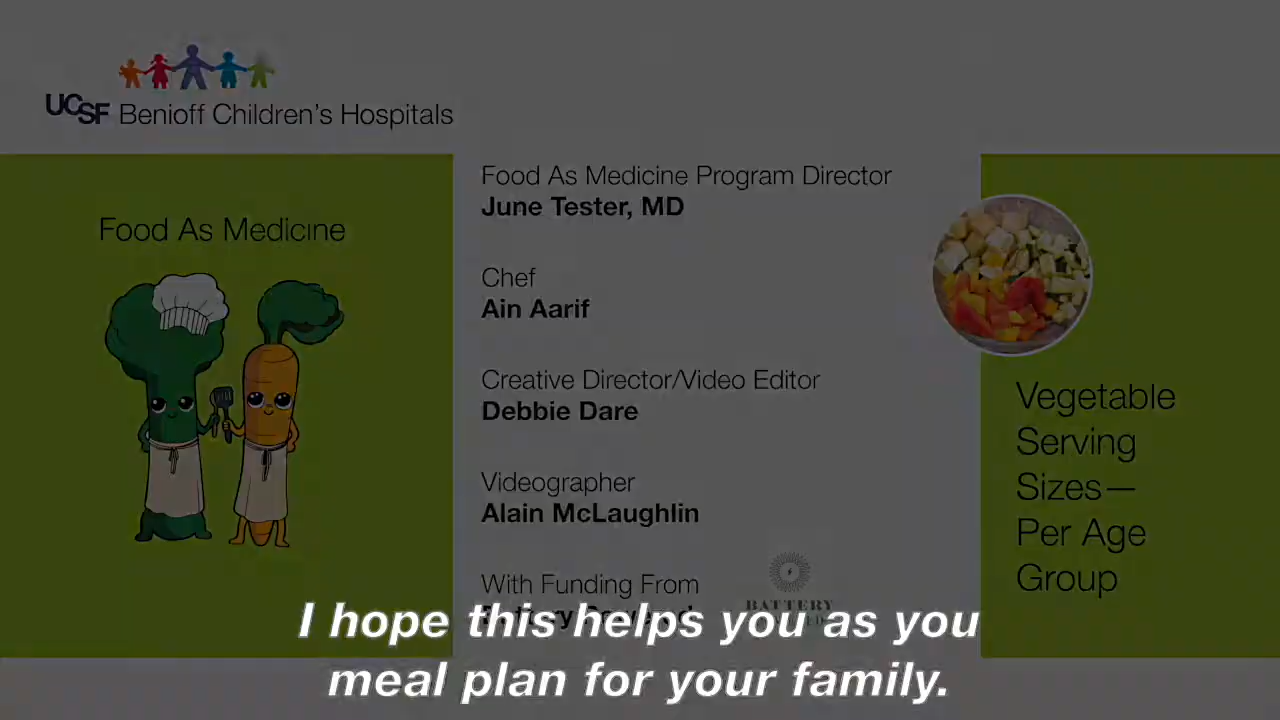 UCSF Benioff Children's Hospitals
Food As Medicine
Food As Medicine Program Director
June Tester, MD
Chef
Ain Aarif
Creative Director/Video Editor
Debbie Dare
Videographer
Alain McLaughlin
With Funding From
BATTERY
Vegetable
Serving
Sizes—
Per Age
Group
I hope this helps you as you
meal plan for your family.